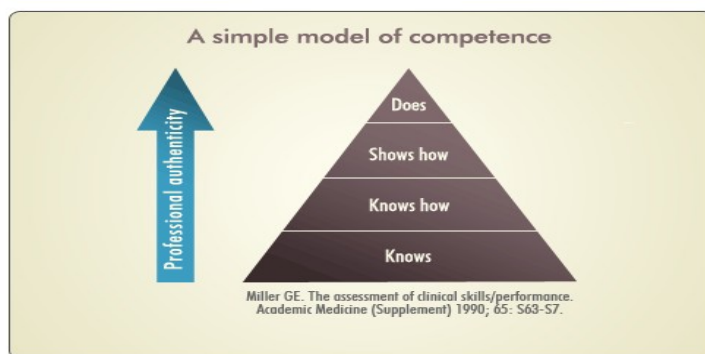 A simple model of competence
Professional authenticity
Does
Shows how
Knows how
Knows
Miller GE. The assessment of clinical skills/performance.
Academic Medicine (Supplement) 1990; 65: S63-S7.